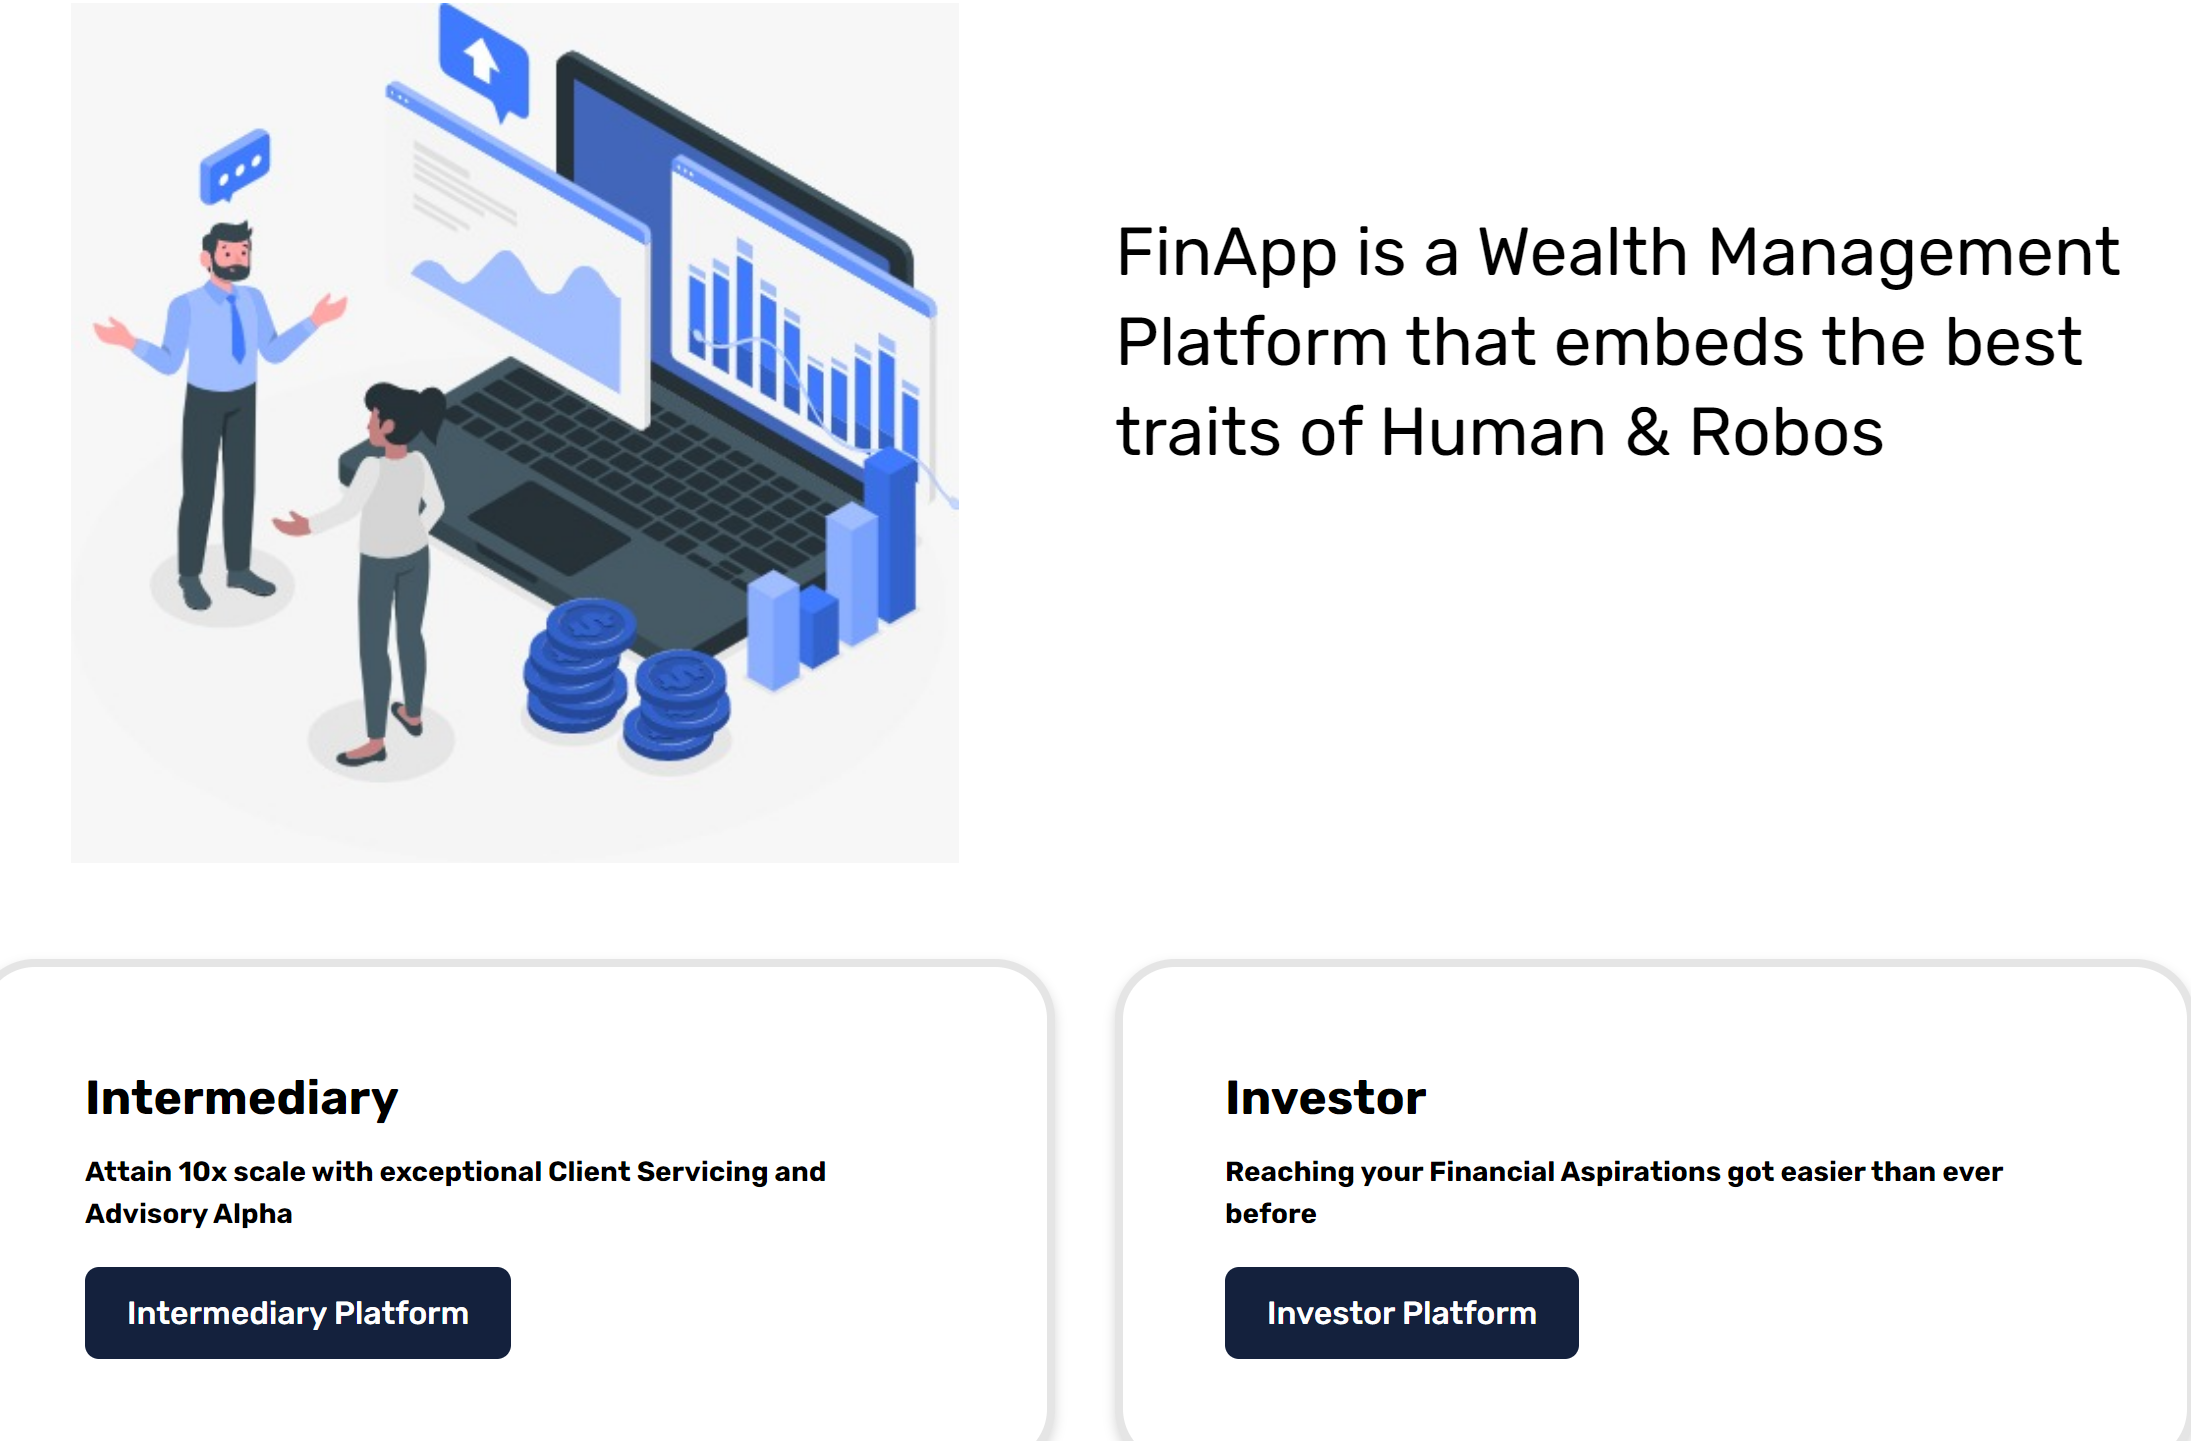 FinApp is a Wealth Management
Platform that embeds the best
traits of Human & Robos
Intermediary
Attain 10x scale with exceptional Client Servicing and
Advisory Alpha
Intermediary Platform
Investor
Reaching your Financial Aspirations got easier than ever
before
Investor Platform